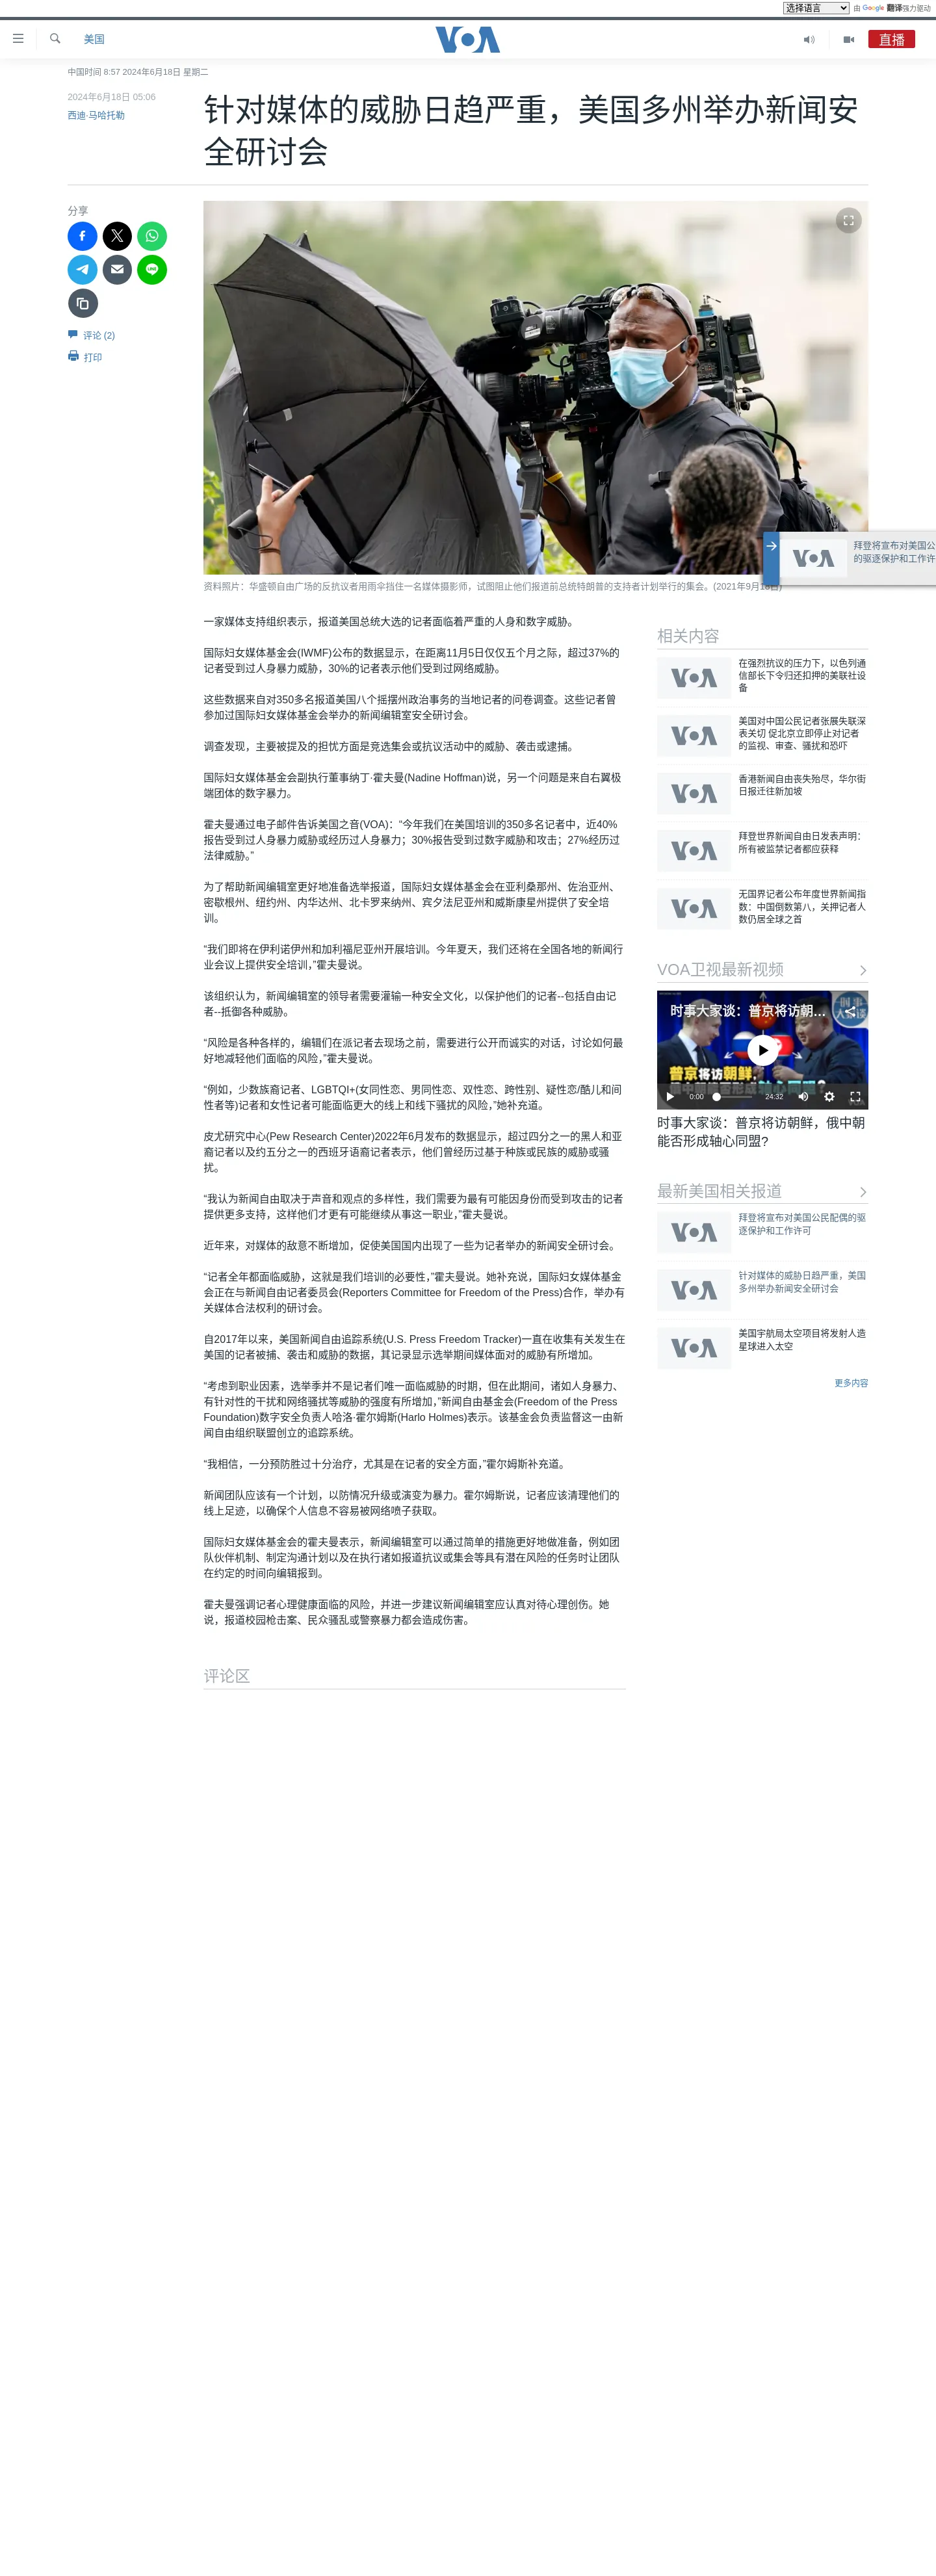 选择语言
由 Google 翻译强力驱动
美国
VOA
直播
中国时间 8:57 2024年6月18日 星期二
2024年6月18日 05:06
西迪·马哈托勒
针对媒体的威胁日趋严重，美国多州举办新闻安
全研讨会
分享
评论 (2)
打印
拜登将宣布对美国公
的驱逐保护和工作许
VOA
资料照片：华盛顿自由广场的反抗议者用雨伞挡住一名媒体摄影师，试图阻止他们报道前总统特朗普的支持者计划举行的集会。(2021年9月18日)
一家媒体支持组织表示，报道美国总统大选的记者面临着严重的人身和数字威胁。
国际妇女媒体基金会(IWMF)公布的数据显示，在距离11月5日仅仅五个月之际，超过37%的
记者受到过人身暴力威胁，30%的记者表示他们受到过网络威胁。
这些数据来自对350多名报道美国八个摇摆州政治事务的当地记者的问卷调查。这些记者曾
参加过国际妇女媒体基金会举办的新闻编辑室安全研讨会。
调查发现，主要被提及的担忧方面是竞选集会或抗议活动中的威胁、袭击或逮捕。
国际妇女媒体基金会副执行董事纳丁·霍夫曼(Nadine Hoffman)说，另一个问题是来自右翼极
端团体的数字暴力。
霍夫曼通过电子邮件告诉美国之音(VOA)：“今年我们在美国培训的350多名记者中，近40%
报告受到过人身暴力威胁或经历过人身暴力；30%报告受到过数字威胁和攻击；27%经历过
法律威胁。”
为了帮助新闻编辑室更好地准备选举报道，国际妇女媒体基金会在亚利桑那州、佐治亚州、
密歇根州、纽约州、内华达州、北卡罗来纳州、宾夕法尼亚州和威斯康星州提供了安全培
训。
“我们即将在伊利诺伊州和加利福尼亚州开展培训。今年夏天，我们还将在全国各地的新闻行
业会议上提供安全培训，”霍夫曼说。
该组织认为，新闻编辑室的领导者需要灌输一种安全文化，以保护他们的记者--包括自由记
者--抵御各种威胁。
“风险是各种各样的，编辑们在派记者去现场之前，需要进行公开而诚实的对话，讨论如何最
好地减轻他们面临的风险，”霍夫曼说。
“例如，少数族裔记者、LGBTQI+(女同性恋、男同性恋、双性恋、跨性别、疑性恋/酷儿和间
性者等)记者和女性记者可能面临更大的线上和线下骚扰的风险，”她补充道。
皮尤研究中心(Pew Research Center)2022年6月发布的数据显示，超过四分之一的黑人和亚
裔记者以及约五分之一的西班牙语裔记者表示，他们曾经历过基于种族或民族的威胁或骚
扰。
“我认为新闻自由取决于声音和观点的多样性，我们需要为最有可能因身份而受到攻击的记者
提供更多支持，这样他们才更有可能继续从事这一职业，”霍夫曼说。
近年来，对媒体的敌意不断增加，促使美国国内出现了一些为记者举办的新闻安全研讨会。
“记者全年都面临威胁，这就是我们培训的必要性，”霍夫曼说。她补充说，国际妇女媒体基金
会正在与新闻自由记者委员会(Reporters Committee for Freedom of the Press)合作，举办有
关媒体合法权利的研讨会。
自2017年以来，美国新闻自由追踪系统(U.S. Press Freedom Tracker)一直在收集有关发生在
美国的记者被捕、袭击和威胁的数据，其记录显示选举期间媒体面对的威胁有所增加。
“考虑到职业因素，选举季并不是记者们唯一面临威胁的时期，但在此期间，诸如人身暴力、
有针对性的干扰和网络骚扰等威胁的强度有所增加，”新闻自由基金会(Freedom of the Press
Foundation)数字安全负责人哈洛·霍尔姆斯(Harlo Holmes)表示。该基金会负责监督这一由新
闻自由组织联盟创立的追踪系统。
“我相信，一分预防胜过十分治疗，尤其是在记者的安全方面，”霍尔姆斯补充道。
新闻团队应该有一个计划，以防情况升级或演变为暴力。霍尔姆斯说，记者应该清理他们的
线上足迹，以确保个人信息不容易被网络喷子获取。
国际妇女媒体基金会的霍夫曼表示，新闻编辑室可以通过简单的措施更好地做准备，例如团
队伙伴机制、制定沟通计划以及在执行诸如报道抗议或集会等具有潜在风险的任务时让团队
在约定的时间向编辑报到。
霍夫曼强调记者心理健康面临的风险，并进一步建议新闻编辑室应认真对待心理创伤。她
说，报道校园枪击案、民众骚乱或警察暴力都会造成伤害。
评论区
相关内容
VOA
在强烈抗议的压力下，以色列通
信部长下令归还扣押的美联社设
备
VOA
美国对中国公民记者张展失联深
表关切 促北京立即停止对记者
的监视、审查、骚扰和恐吓
VOA
香港新闻自由丧失殆尽，华尔街
日报迁往新加坡
VOA
拜登世界新闻自由日发表声明：
所有被监禁记者都应获释
VOA
无国界记者公布年度世界新闻指
数：中国倒数第八，关押记者人
数仍居全球之首
VOA卫视最新视频
时事大家谈：普京将访朝…
时事
大家谈
普京将访朝鲜，
0:00
24:32
时事大家谈：普京将访朝鲜，俄中朝
能否形成轴心同盟?
最新美国相关报道
VOA
拜登将宣布对美国公民配偶的驱
逐保护和工作许可
VOA
针对媒体的威胁日趋严重，美国
多州举办新闻安全研讨会
VOA
美国宇航局太空项目将发射人造
星球进入太空
更多内容